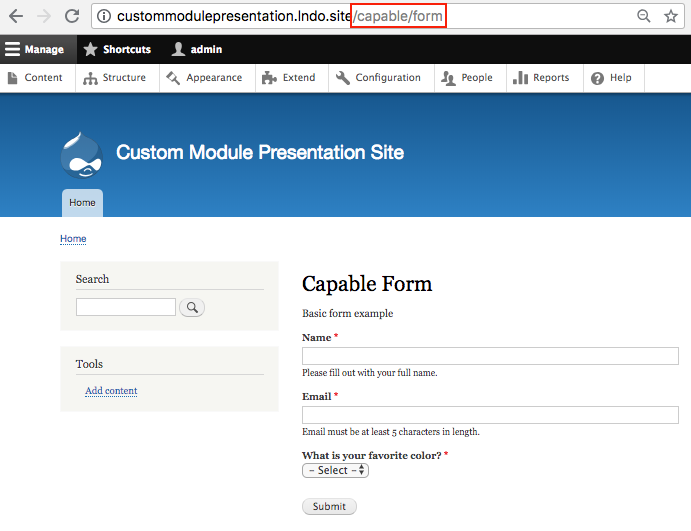 custommodulepresentation.lndo.site/capable/form
Manage Shortcuts admin
Content Structure Appearance Extend Configuration People Reports Help
Custom Module Presentation Site
Home
Home
Search
Tools
Add content
Capable Form
Basic form example
Name *
Please fill out with your full name.
Email *
Email must be at least 5 characters in length.
What is your favorite color? *
- Select -
Submit